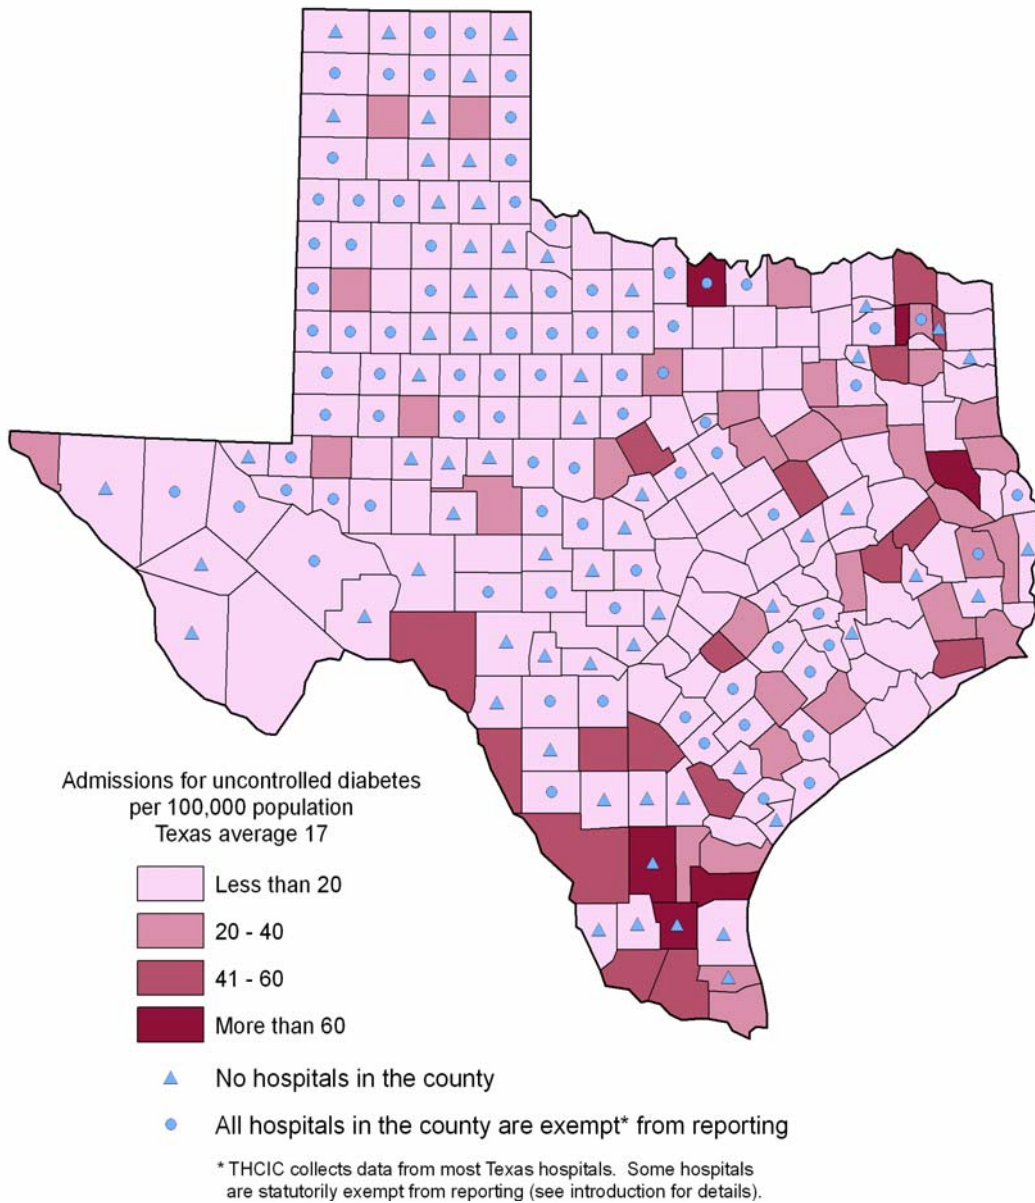 Admissions for uncontrolled diabetes
per 100,000 population
Texas average 17
Less than 20
20 - 40
41 - 60
More than 60
No hospitals in the county
All hospitals in the county are exempt* from reporting
* THCIC collects data from most Texas hospitals. Some hospitals
are statutorily exempt from reporting (see introduction for details).